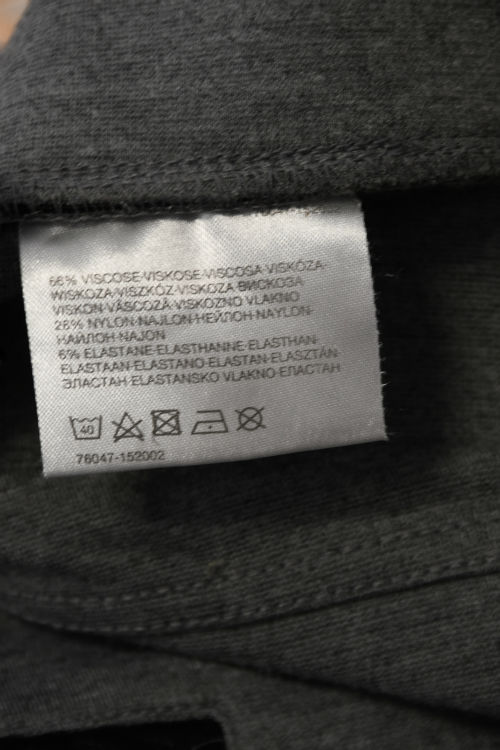 66% VISCOSE·VISKOSE·VISCOSA·VISKÓZA·
WISKOZA·VISZKÓZ·VISKOZA ВИСКОЗА
VISKON·VÂSCOZĂ·VISKOZNO VLAKNO
28% NYLON·NAJLON·НЕЙЛОН·NAYLON·
НАЙЛОН·NAJON
6% ELASTANE·ELASTHANNE·ELASTHAN·
ELASTAAN·ELASTANO·ELASTAN·ELASZTÁN·
ЭЛАСТАН·ELASTANSKO VLAKNO·ЕЛАСТАН
40
76047-152002